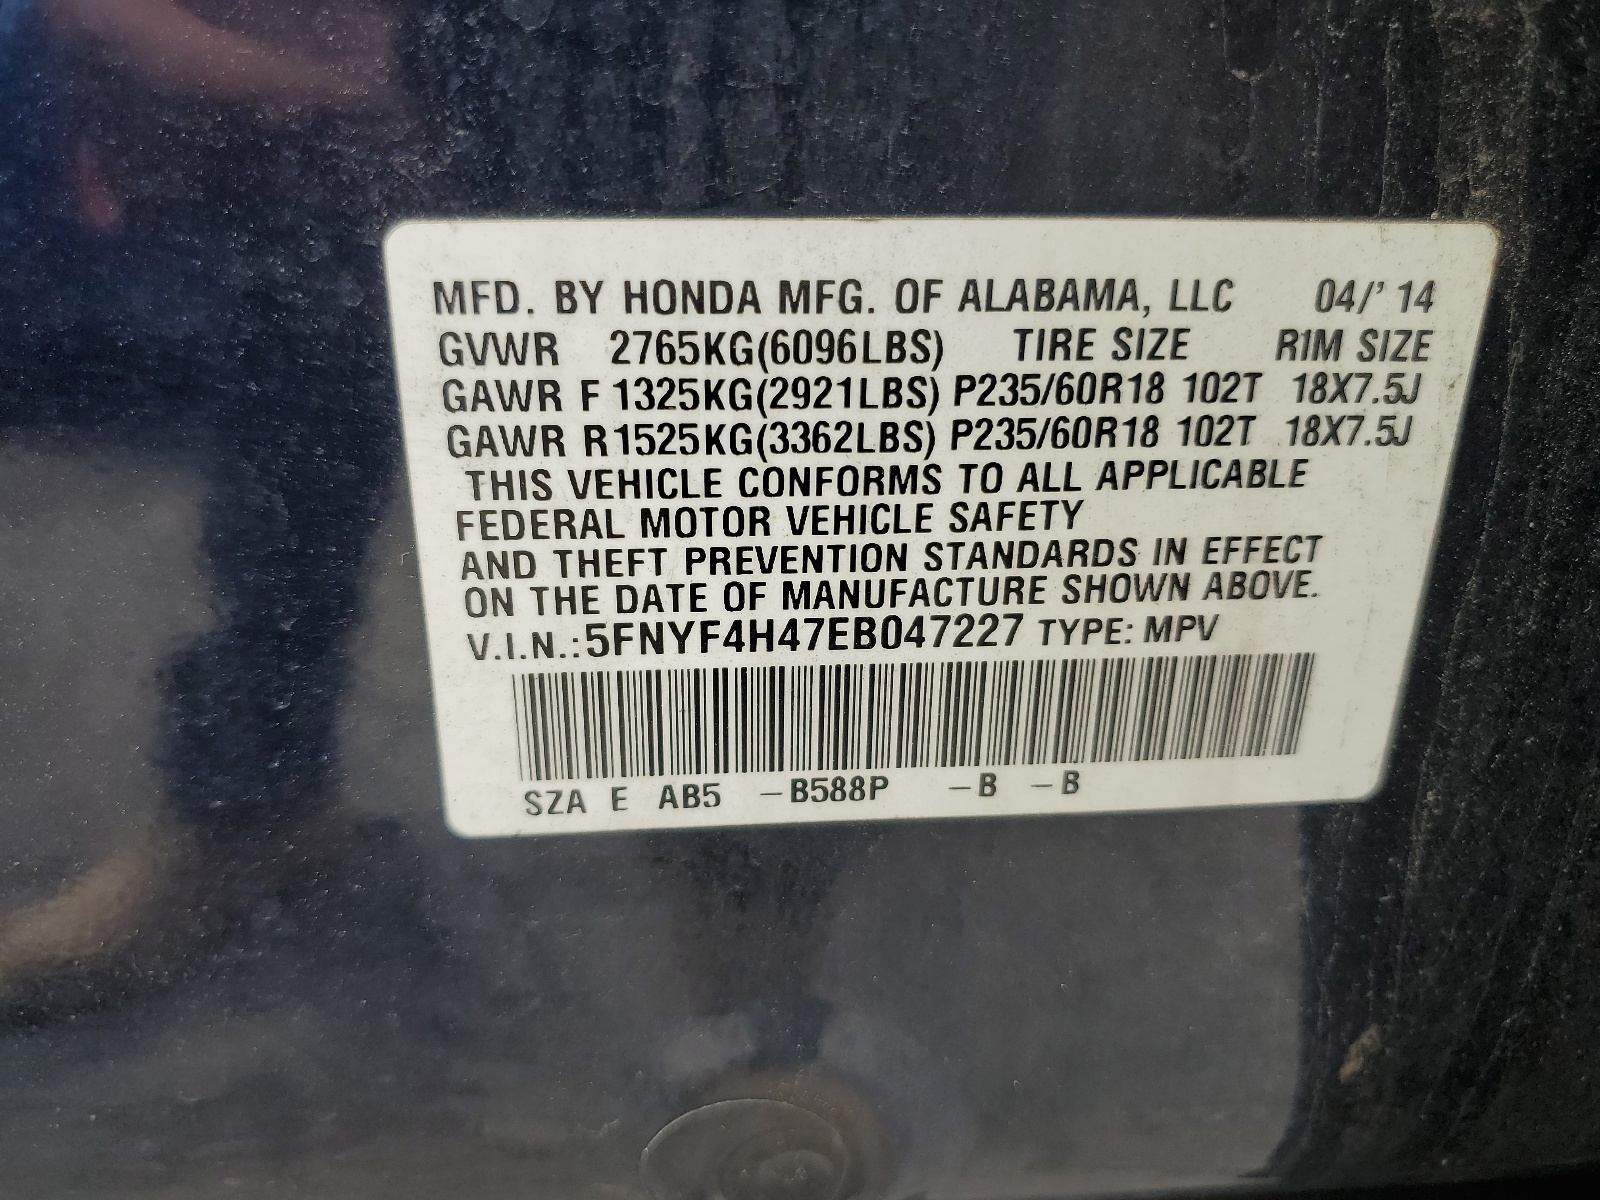 MFD. BY HONDA MFG. OF ALABAMA, LLC 04/' 14
GVWR 2765KG(6096LBS) TIRE SIZE RIM SIZE
GAWR F 1325KG(2921LBS) P235/60R18 102T 18X7.5J
GAWR R 1525KG(3362LBS) P235/60R18 102T 18X7.5J
THIS VEHICLE CONFORMS TO ALL APPLICABLE
FEDERAL MOTOR VEHICLE SAFETY
AND THEFT PREVENTION STANDARDS IN EFFECT
ON THE DATE OF MANUFACTURE SHOWN ABOVE.
V.I.N.:5FNYF4H47EB047227 TYPE: MPV
SZA E AB5 –B588P –B –B